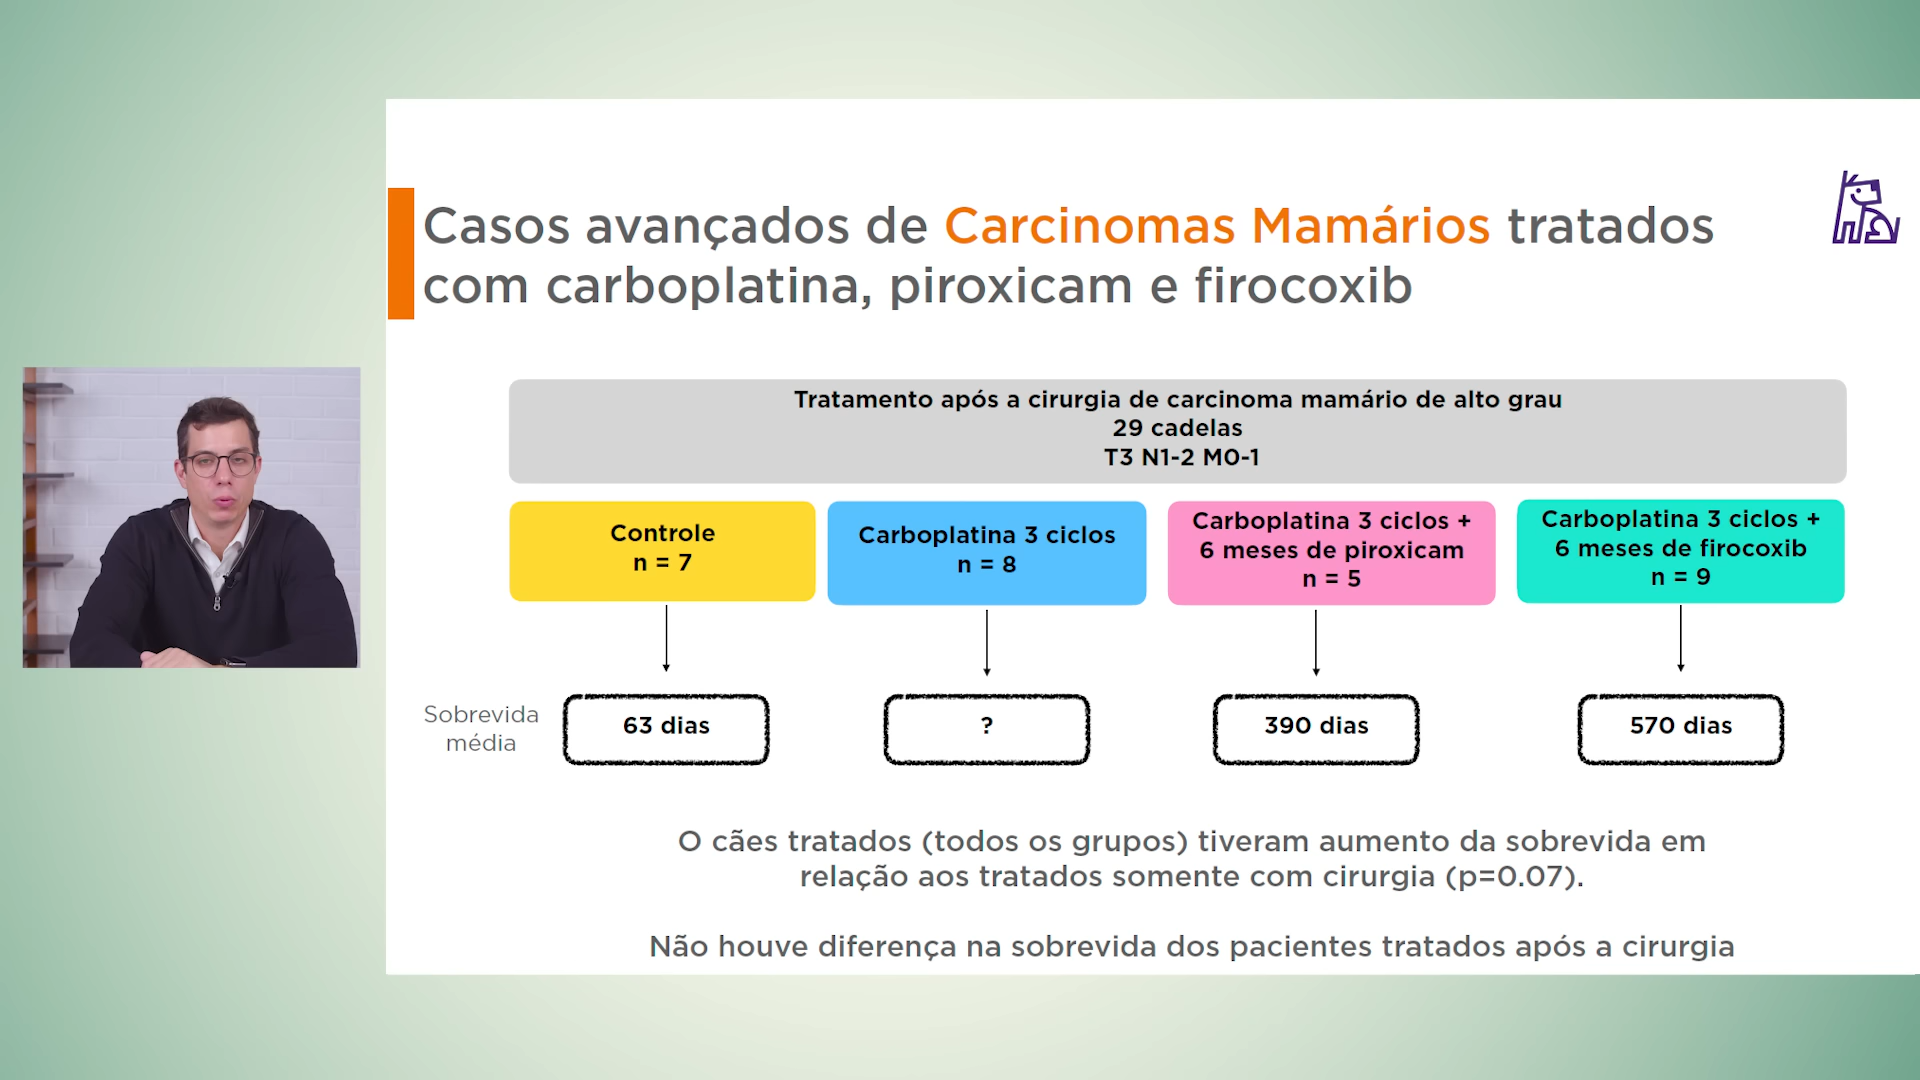 Casos avançados de Carcinomas Mamários tratados
com carboplatina, piroxicam e firocoxib
Tratamento após a cirurgia de carcinoma mamário de alto grau
29 cadelas
T3 N1-2 M0-1
Controle
n = 7
Carboplatina 3 ciclos
n = 8
Carboplatina 3 ciclos +
6 meses de piroxicam
n = 5
Carboplatina 3 ciclos +
6 meses de firocoxib
n = 9
Sobrevida
média
63 dias
?
390 dias
570 dias
O cães tratados (todos os grupos) tiveram aumento da sobrevida em
relação aos tratados somente com cirurgia (p=0.07).
Não houve diferença na sobrevida dos pacientes tratados após a cirurgia